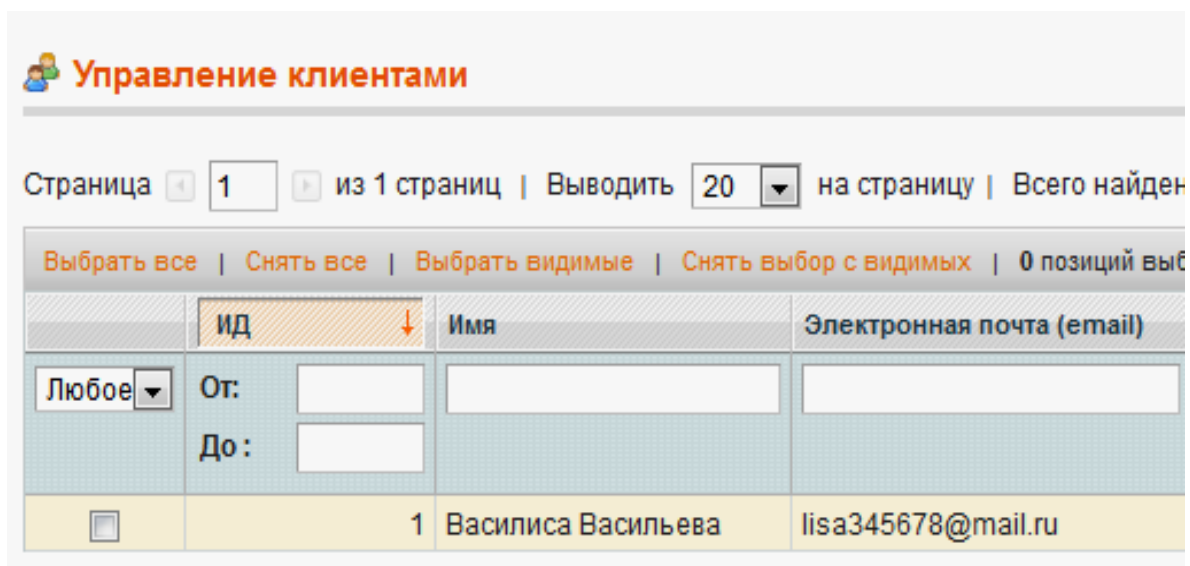 Управление клиентами
Страница 1 из 1 страниц | Выводить 20 на страницу | Всего найден
Выбрать все | Снять все | Выбрать видимые | Снять выбор с видимых | 0 позиций выб
ИД Имя Электронная почта (email)
Любое От:
До :
1 Василиса Васильева lisa345678@mail.ru